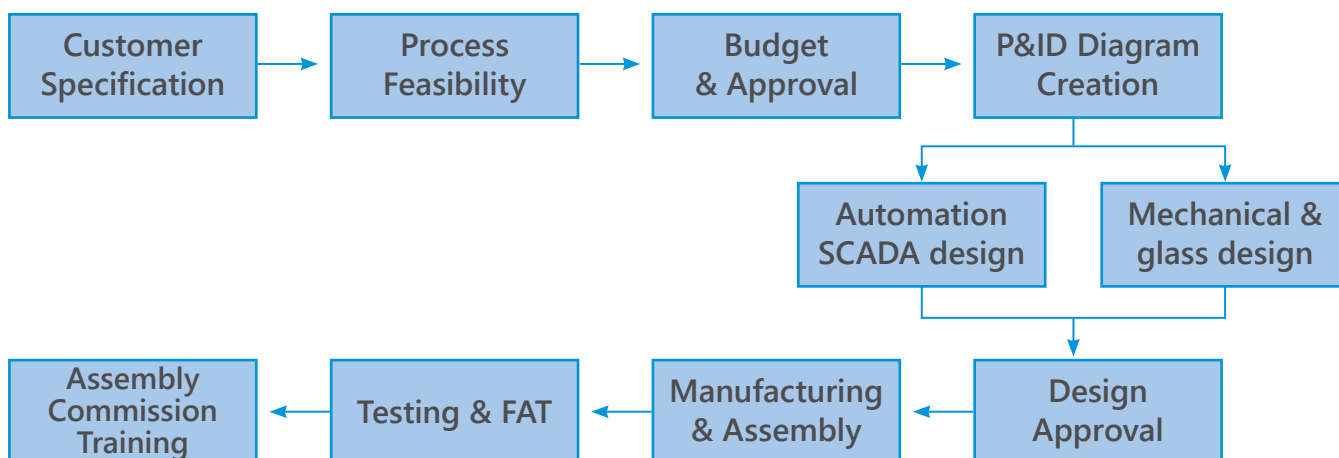 Customer
Specification
Process
Feasibility
Budget
& Approval
P&ID Diagram
Creation
Automation
SCADA design
Mechanical &
glass design
Design
Approval
Manufacturing
& Assembly
Testing & FAT
Assembly
Commission
Training